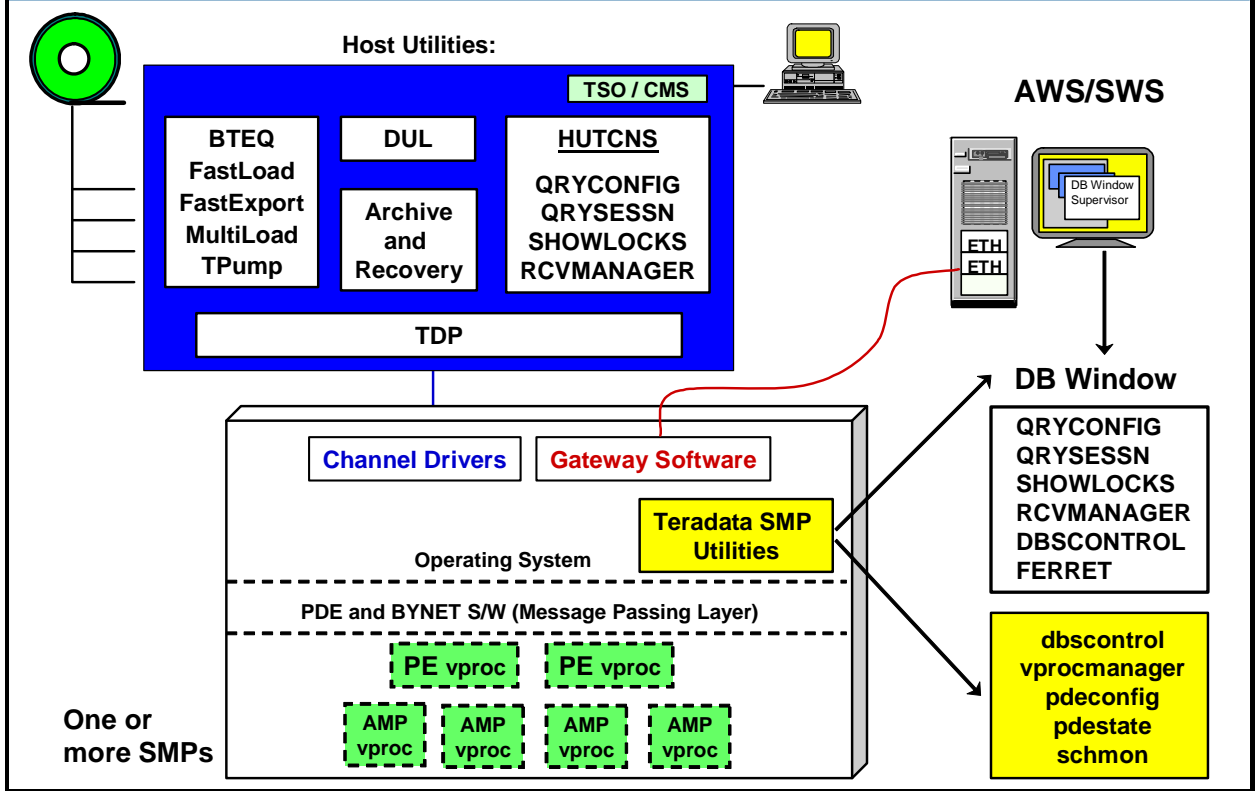 Host Utilities:
TSO / CMS
BTEQ
FastLoad
FastExport
MultiLoad
TPump
DUL
Archive
and
Recovery
HUTCNS
QRYCONFIG
QRYSESSN
SHOWLOCKS
RCVMANAGER
TDP
AWS/SWS
ETH
ETH
DB Window
Supervisor
Channel Drivers
Gateway Software
Teradata SMP
Utilities
Operating System
PDE and BYNET S/W (Message Passing Layer)
PE vproc
PE vproc
AMP
vproc
AMP
vproc
AMP
vproc
AMP
vproc
One or
more SMPs
DB Window
QRYCONFIG
QRYSESSN
SHOWLOCKS
RCVMANAGER
DBSCONTROL
FERRET
dbscontrol
vprocmanager
pdeconfig
pdestate
schmon